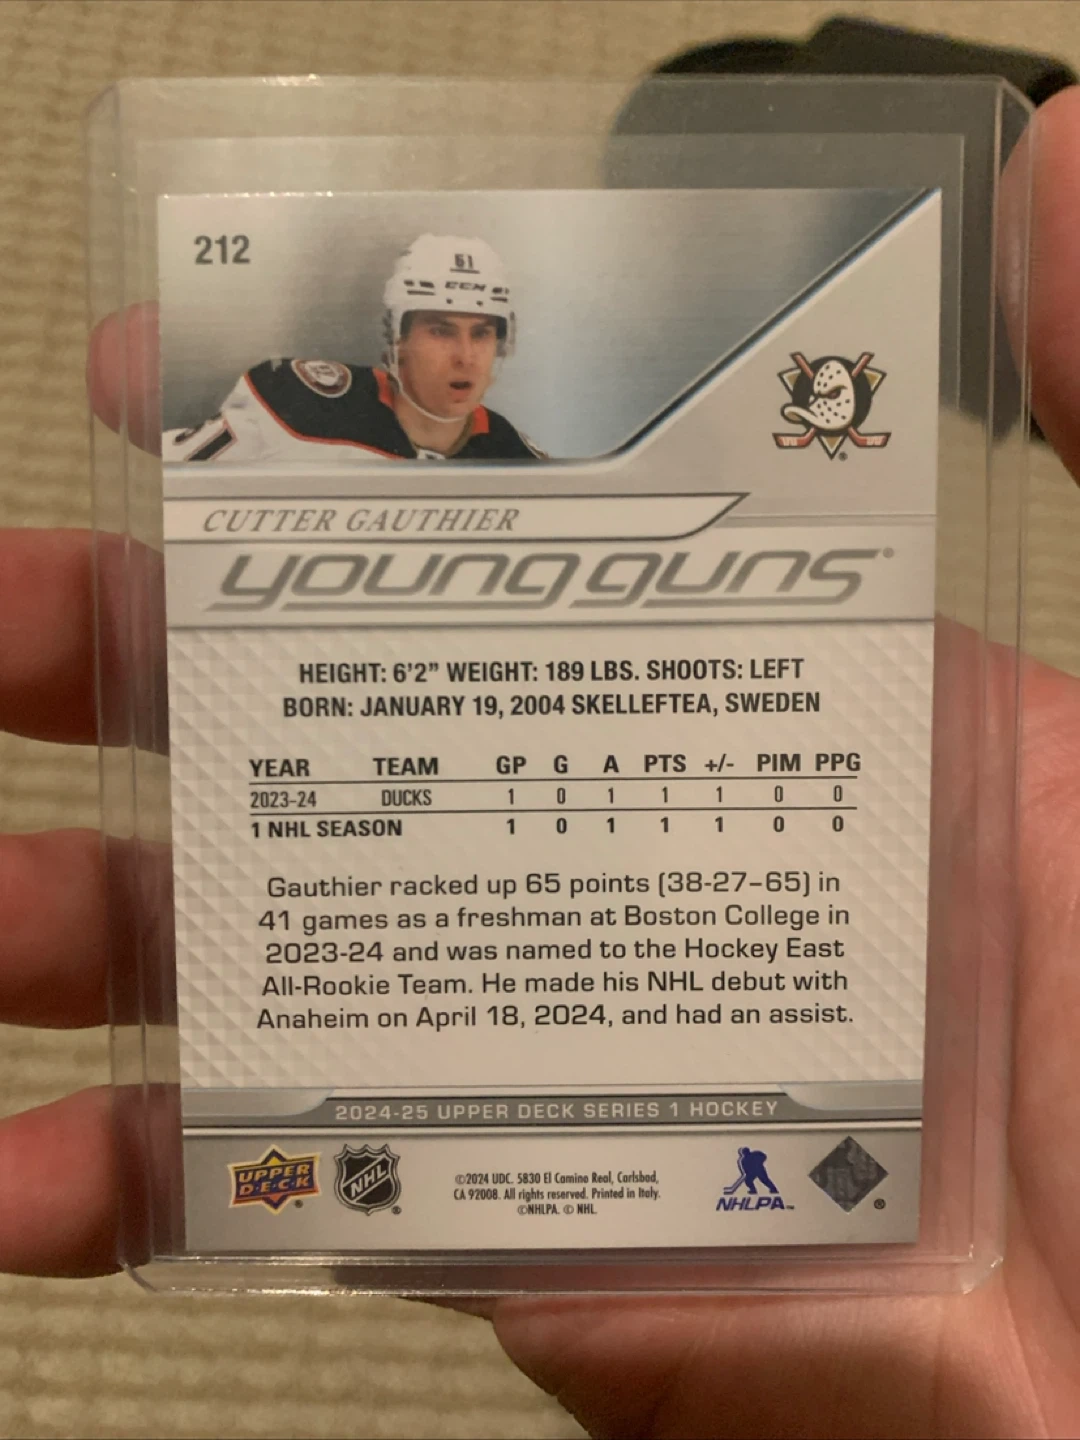 212
61
CCM
51
CUTTER GAUTHIER
young guns®
HEIGHT: 6'2” WEIGHT: 189 LBS. SHOOTS: LEFT
BORN: JANUARY 19, 2004 SKELLEFTEA, SWEDEN
YEAR TEAM GP G A PTS +/- PIM PPG
2023-24 DUCKS 1 0 1 1 1 0 0
1 NHL SEASON 1 0 1 1 1 0 0
Gauthier racked up 65 points (38-27–65) in
41 games as a freshman at Boston College in
2023-24 and was named to the Hockey East
All-Rookie Team. He made his NHL debut with
Anaheim on April 18, 2024, and had an assist.
2024-25 UPPER DECK SERIES 1 HOCKEY
UPPER
D·E·C·K ®
NHL ®
©2024 UDC. 5830 El Camino Real, Carlsbad,
CA 92008. All rights reserved. Printed in Italy.
©NHLPA. © NHL.
NHLPA™
®